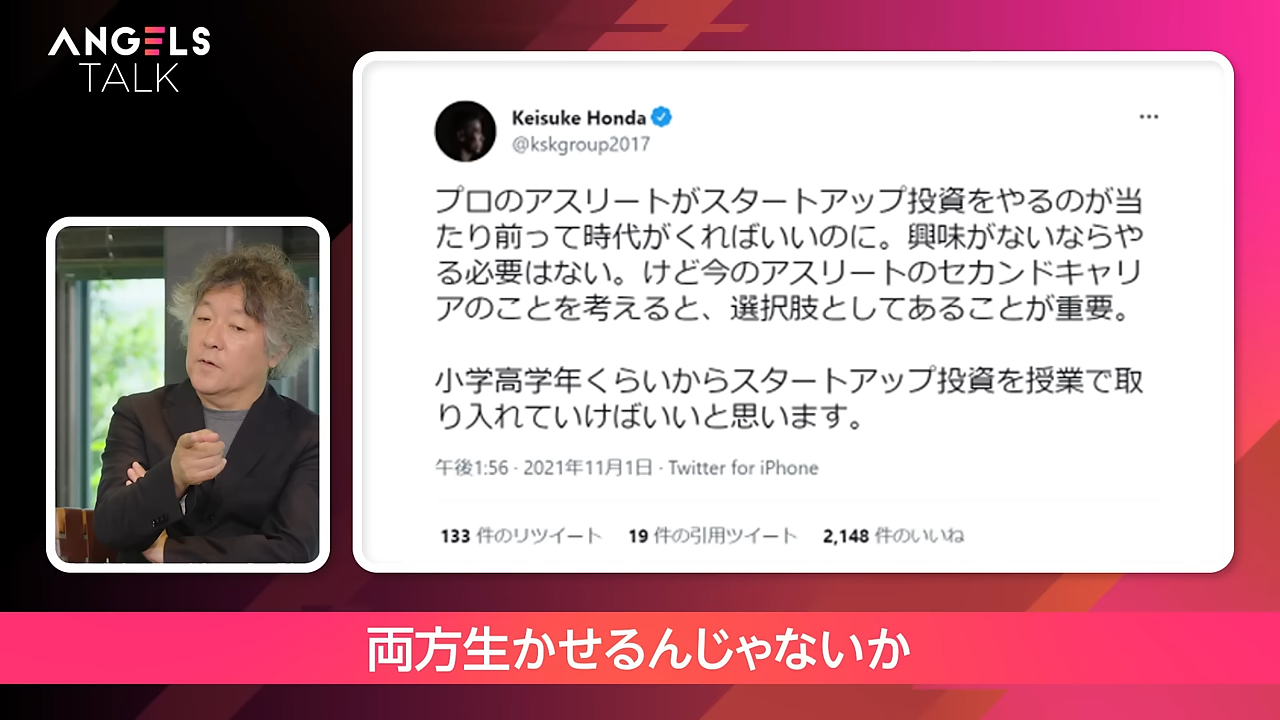 ANGELS
TALK
Keisuke Honda
@kskgroup2017
プロのアスリートがスタートアップ投資をやるのが当
たり前って時代がくればいいのに。興味がないならや
る必要はない。けど今のアスリートのセカンドキャリ
アのことを考えると、選択肢としてあることが重要。
小学高学年くらいからスタートアップ投資を授業で取
り入れていけばいいと思います。
午後1:56 · 2021年11月1日 · Twitter for iPhone
133 件のリツイート 19 件の引用ツイート 2,148 件のいいね
両方生かせるんじゃないか